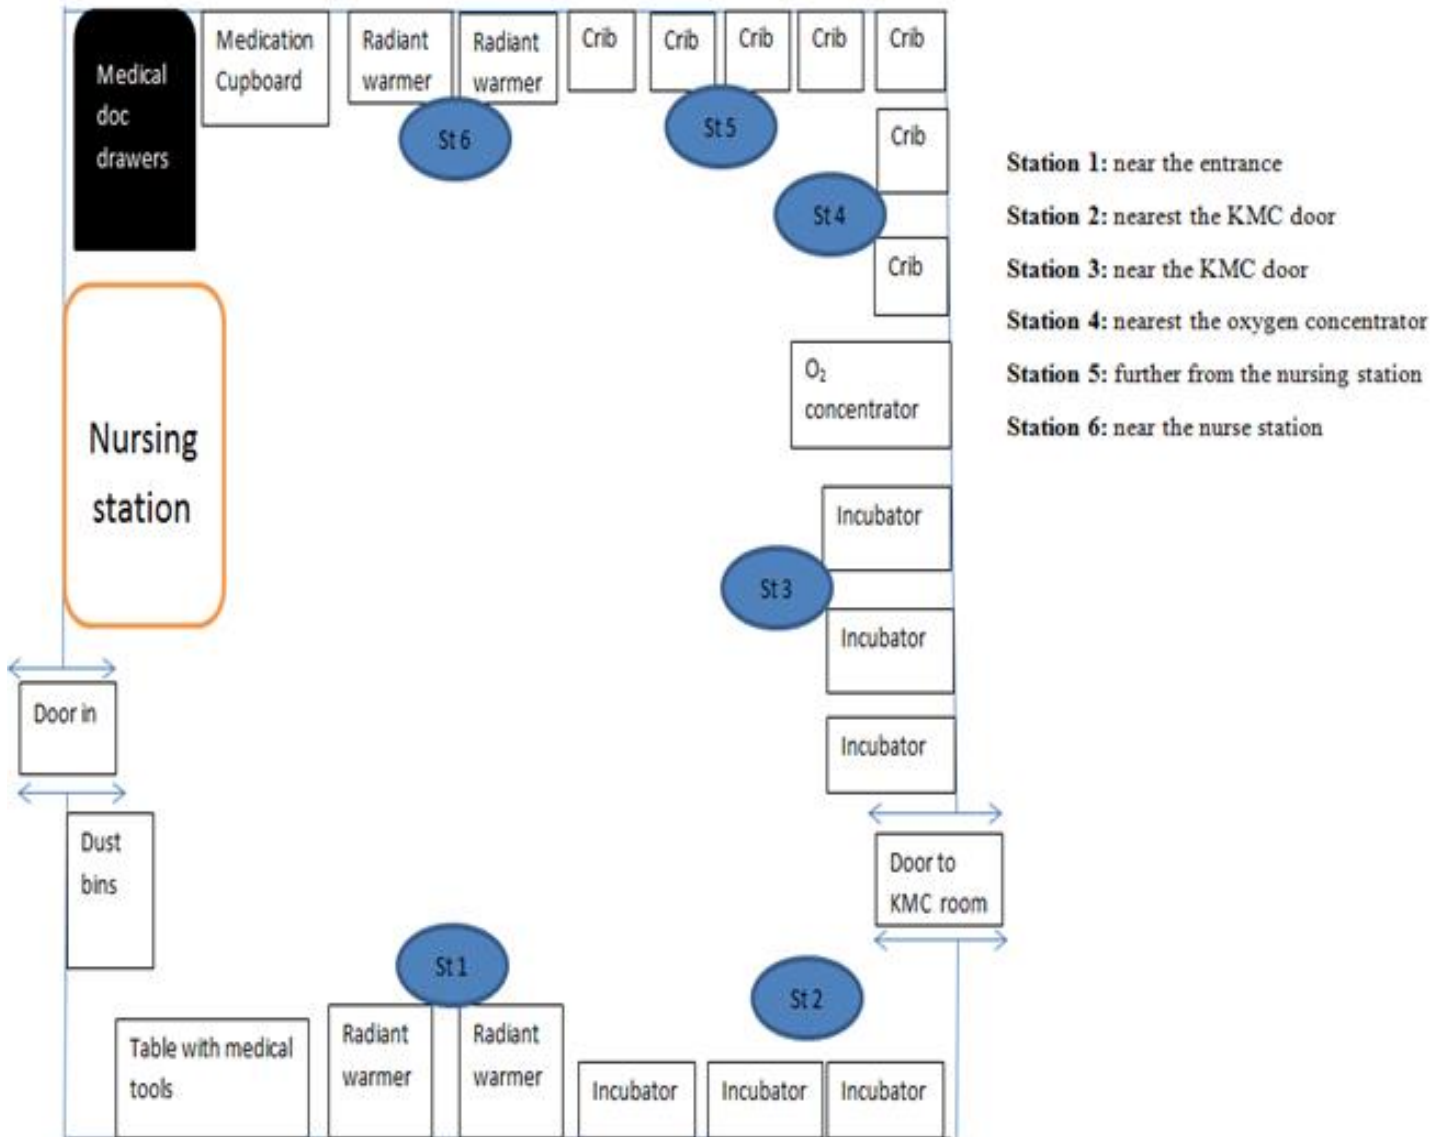 Medical
doc
drawers
Medication
Cupboard
Radiant
warmer
Radiant
warmer
Crib
Crib
Crib
Crib
Crib
St 6
St 5
Crib
St 4
Crib
Station 1: near the entrance
Station 2: nearest the KMC door
Station 3: near the KMC door
Station 4: nearest the oxygen concentrator
Station 5: further from the nursing station
Station 6: near the nurse station
Nursing
station
O₂
concentrator
Incubator
St 3
Incubator
Incubator
Door in
Dust
bins
Door to
KMC room
St 1
St 2
Table with medical
tools
Radiant
warmer
Radiant
warmer
Incubator
Incubator
Incubator